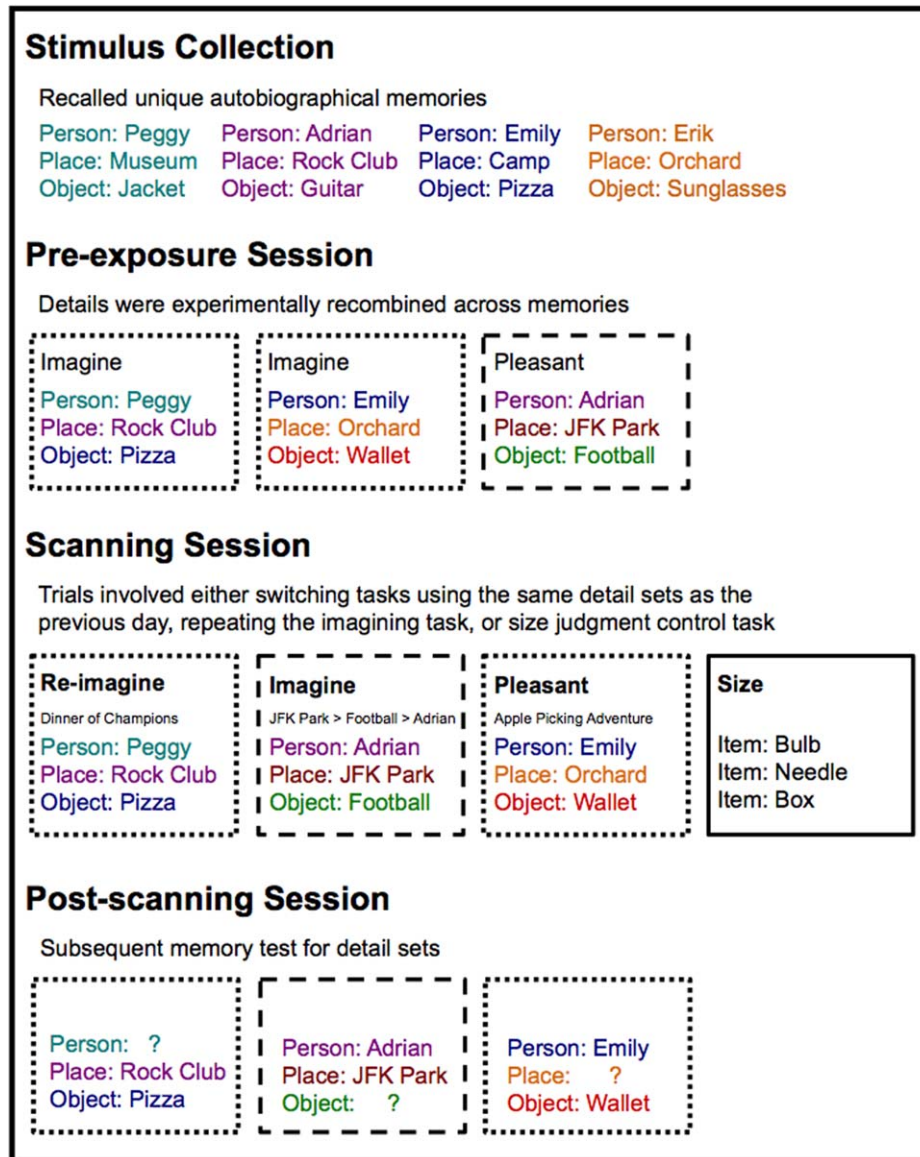 Stimulus Collection
Recalled unique autobiographical memories
Person: Peggy Person: Adrian Person: Emily Person: Erik
Place: Museum Place: Rock Club Place: Camp Place: Orchard
Object: Jacket Object: Guitar Object: Pizza Object: Sunglasses
Pre-exposure Session
Details were experimentally recombined across memories
Imagine Imagine Pleasant
Person: Peggy Person: Emily Person: Adrian
Place: Rock Club Place: Orchard Place: JFK Park
Object: Pizza Object: Wallet Object: Football
Scanning Session
Trials involved either switching tasks using the same detail sets as the
previous day, repeating the imagining task, or size judgment control task
Re-imagine Imagine Pleasant Size
Dinner of Champions JFK Park > Football > Adrian Apple Picking Adventure
Person: Peggy Person: Adrian Person: Emily Item: Bulb
Place: Rock Club Place: JFK Park Place: Orchard Item: Needle
Object: Pizza Object: Football Object: Wallet Item: Box
Post-scanning Session
Subsequent memory test for detail sets
Person: ? Person: Adrian Person: Emily
Place: Rock Club Place: JFK Park Place: ?
Object: Pizza Object: ? Object: Wallet